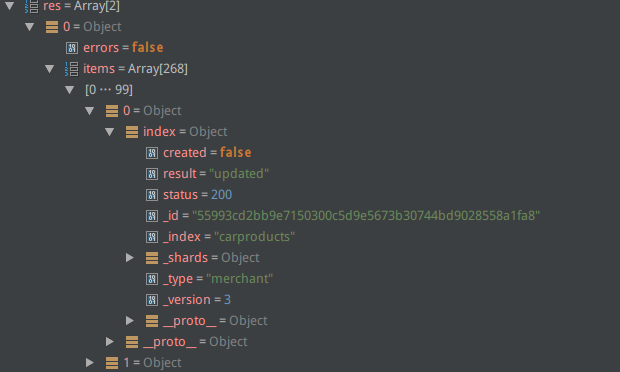 res = Array[2]
0 = Object
errors = false
items = Array[268]
[0 ⋯ 99]
0 = Object
index = Object
created = false
result = "updated"
status = 200
_id = "55993cd2bb9e7150300c5d9e5673b30744bd9028558a1fa8"
_index = "carproducts"
_shards = Object
_type = "merchant"
_version = 3
__proto__ = Object
__proto__ = Object
1 = Object